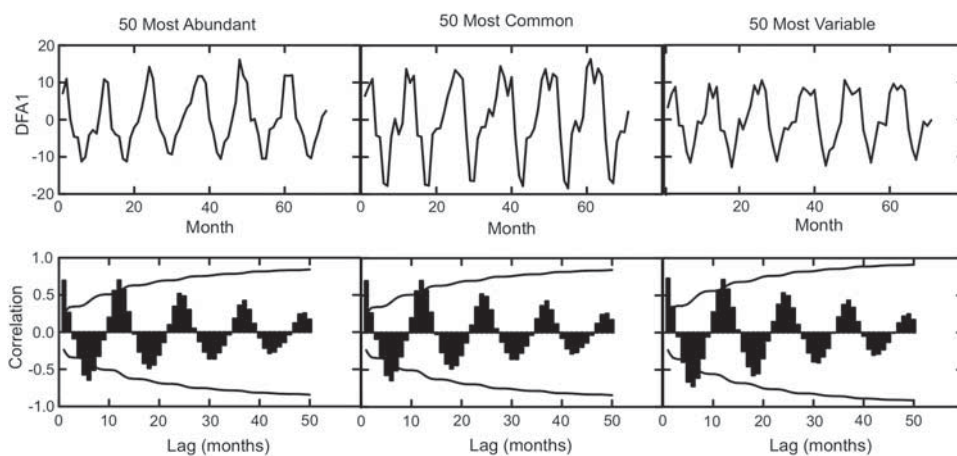 50 Most Abundant
50 Most Common
50 Most Variable
DFA1
20
10
0
-10
-20
0 20 40 60
0 20 40 60
0 20 40 60
Month
Month
Month
Correlation
1.0
0.5
0.0
-0.5
-1.0
0 10 20 30 40 50
0 10 20 30 40 50
0 10 20 30 40 50
Lag (months)
Lag (months)
Lag (months)